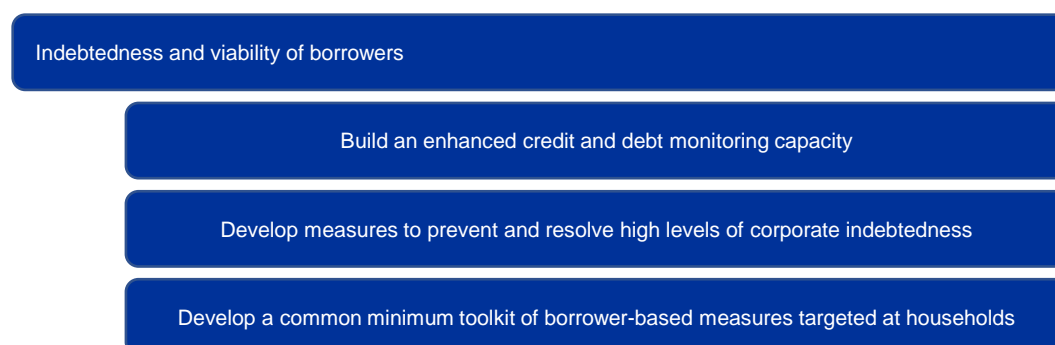 Indebtedness and viability of borrowers
Build an enhanced credit and debt monitoring capacity
Develop measures to prevent and resolve high levels of corporate indebtedness
Develop a common minimum toolkit of borrower-based measures targeted at households